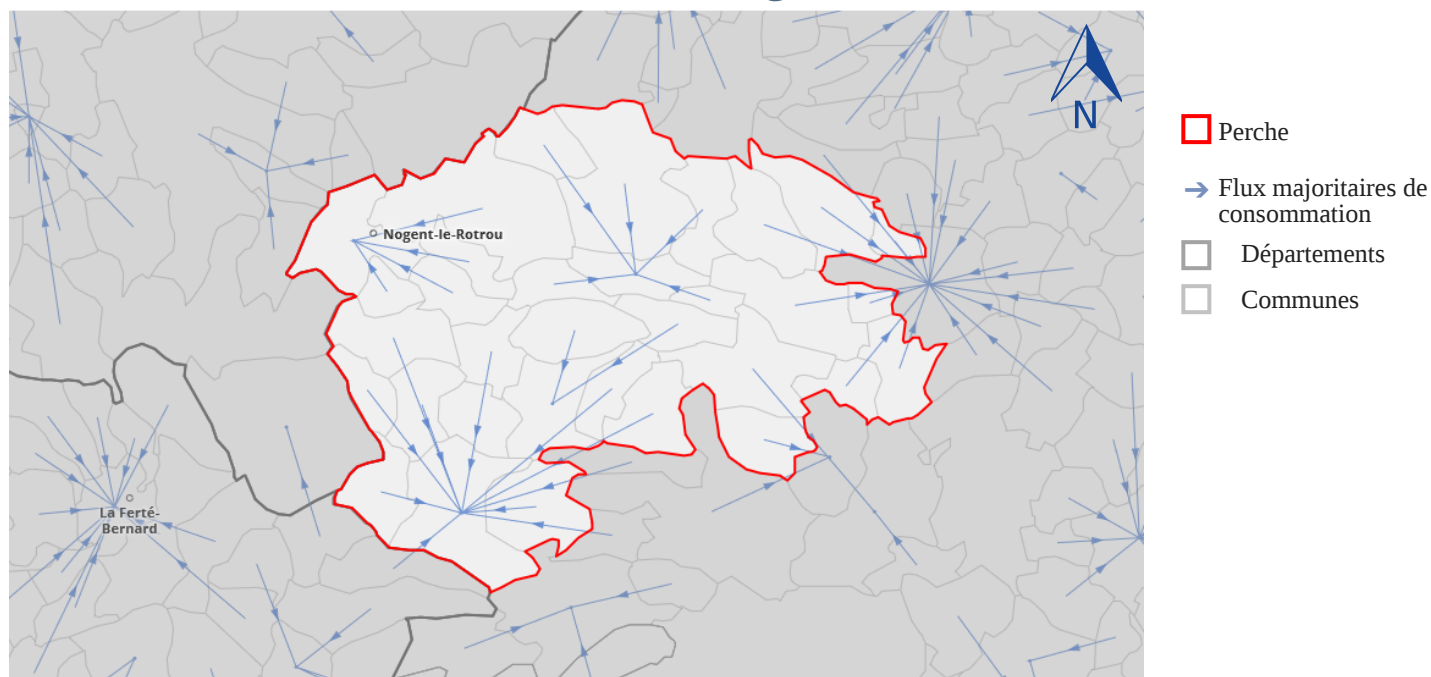 N
Perche
Flux majoritaires de
consommation
Nogent-le-Rotrou
Départements
Communes
La Ferté-
Bernard